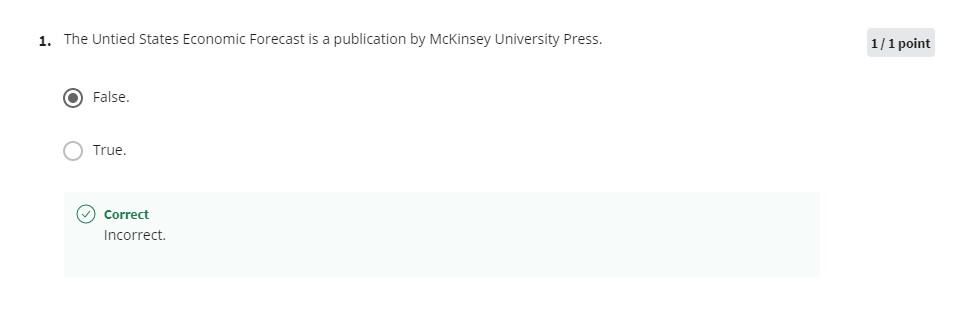 1. The Untied States Economic Forecast is a publication by McKinsey University Press.
1 / 1 point
False.
True.
Correct
Incorrect.